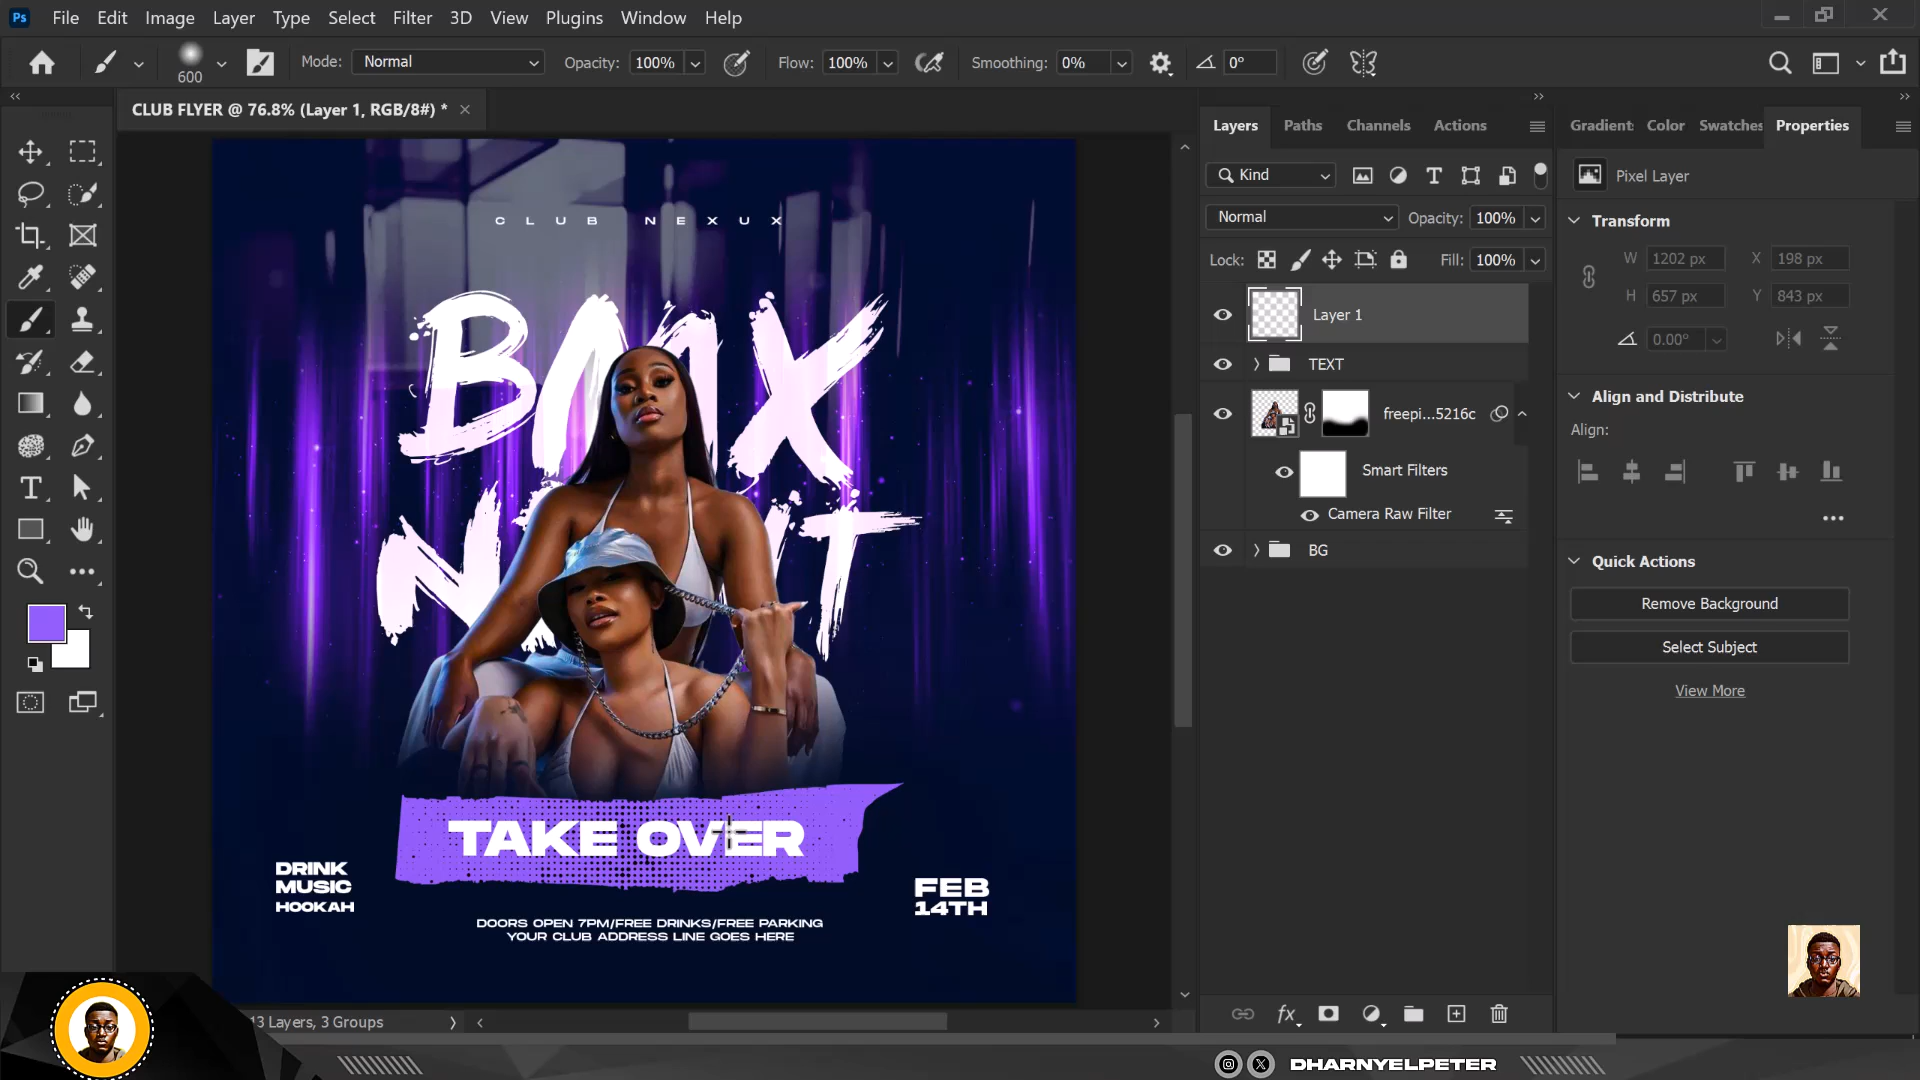 Ps File Edit Image Layer Type Select Filter 3D View Plugins Window Help
600 Mode: Normal Opacity: 100% Flow: 100% Smoothing: 0% 0°
CLUB FLYER @ 76.8% (Layer 1, RGB/8#) *
CLUB NEXUX
BMX
TAKE OVER
DRINK
MUSIC
HOOKAH
FEB
14TH
DOORS OPEN 7PM/FREE DRINKS/FREE PARKING
YOUR CLUB ADDRESS LINE GOES HERE
13 Layers, 3 Groups
Layers Paths Channels Actions
Kind
Normal Opacity: 100%
Lock: Fill: 100%
Layer 1
TEXT
freepi...5216c
Smart Filters
Camera Raw Filter
BG
fx
Gradient Color Swatches Properties
Pixel Layer
Transform
W 1202 px X 198 px
H 657 px Y 843 px
0.00°
Align and Distribute
Align:
Quick Actions
Remove Background
Select Subject
View More
DHARNYELPETER